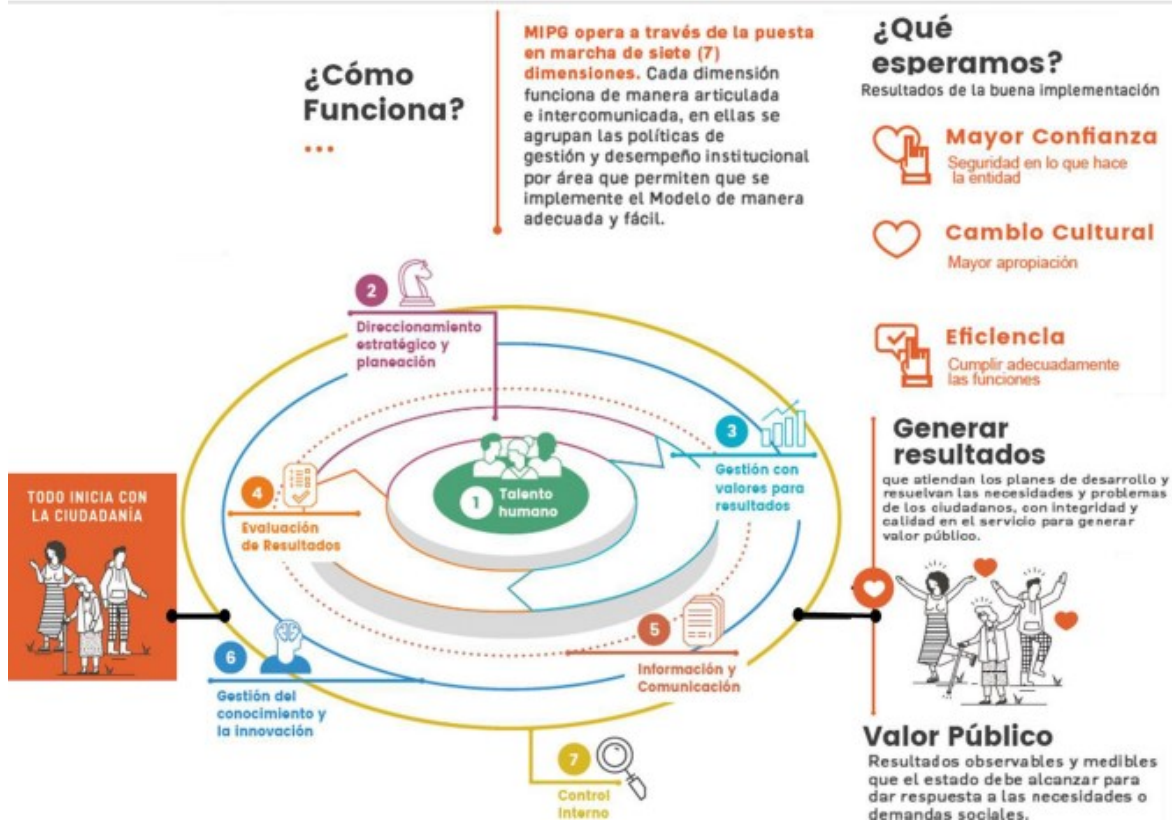 ¿Cómo
Funciona?
...
MIPG opera a través de la puesta
en marcha de siete (7)
dimensiones. Cada dimensión
funciona de manera articulada
e intercomunicada, en ellas se
agrupan las políticas de
gestión y desempeño institucional
por área que permiten que se
implemente el Modelo de manera
adecuada y fácil.
¿Qué
esperamos?
Resultados de la buena implementación
Mayor Confianza
Seguridad en lo que hace
la entidad
Camblo Cultural
Mayor apropiación
Eficlencla
Cumplir adecuadamente
las funciones
TODO INICIA CON
LA CIUDADANÍA
1
Talento
humano
2
Direccionamiento
estratégico y
planeación
3
Gestión con
valores para
resultados
4
Evaluación
de Resultados
5
Información y
Comunicación
6
Gestión del
conocimiento y
la innovación
7
Control
Interno
Generar
resultados
que atiendan los planes de desarrollo y
resuelvan las necesidades y problemas
de los ciudadanos, con integridad y
calidad en el servicio para generar
valor público.
Valor Público
Resultados observables y medibles
que el estado debe alcanzar para
dar respuesta a las necesidades o
demandas sociales.